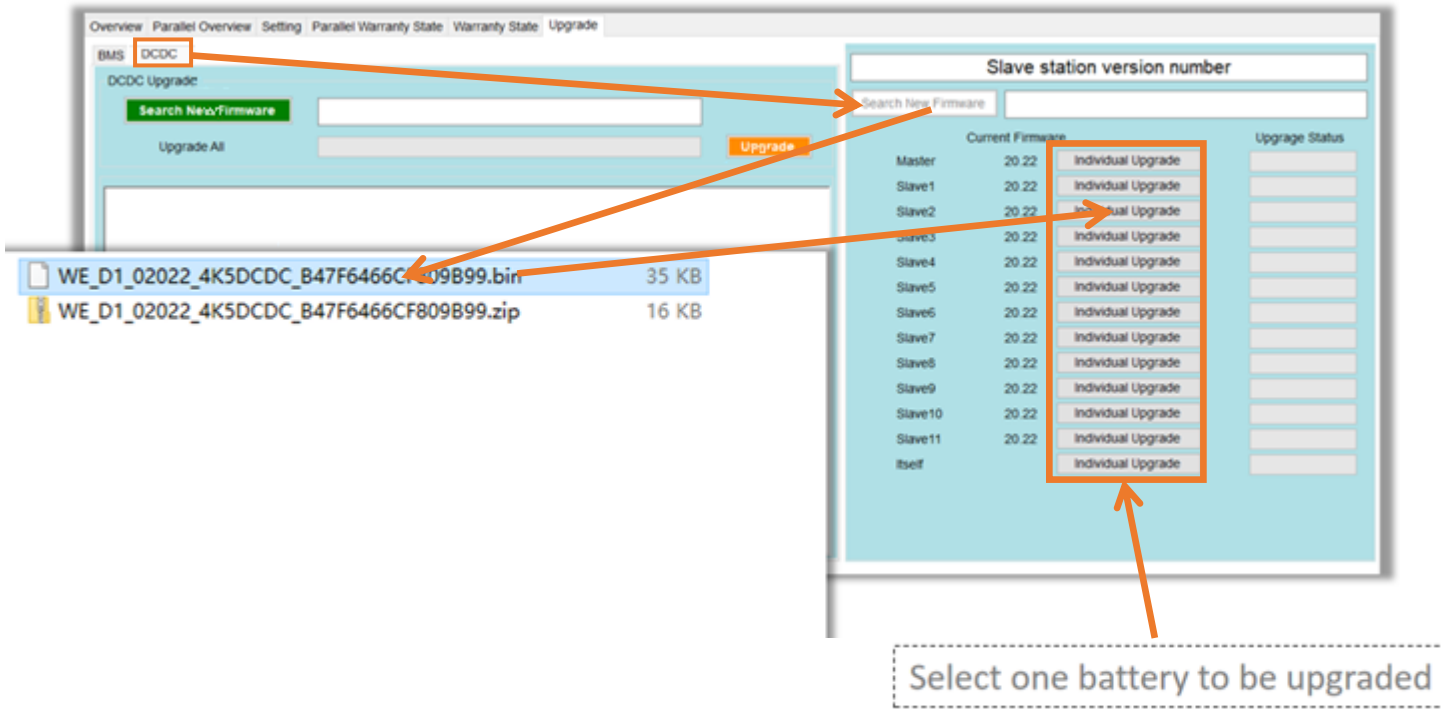 Overview Parallel Overview Setting Parallel Warranty State Warranty State Upgrade
BMS DCDC
DCDC Upgrade
Search New Firmware
Upgrade All Upgrade
WE_D1_02022_4K5DCDC_B47F6466CF809B99.bin 35 KB
WE_D1_02022_4K5DCDC_B47F6466CF809B99.zip 16 KB
Slave station version number
Search New Firmware
Current Firmware Upgrage Status
Master 20.22 Individual Upgrade
Slave1 20.22 Individual Upgrade
Slave2 20.22 Individual Upgrade
Slave3 20.22 Individual Upgrade
Slave4 20.22 Individual Upgrade
Slave5 20.22 Individual Upgrade
Slave6 20.22 Individual Upgrade
Slave7 20.22 Individual Upgrade
Slave8 20.22 Individual Upgrade
Slave9 20.22 Individual Upgrade
Slave10 20.22 Individual Upgrade
Slave11 20.22 Individual Upgrade
Itself Individual Upgrade
Select one battery to be upgraded